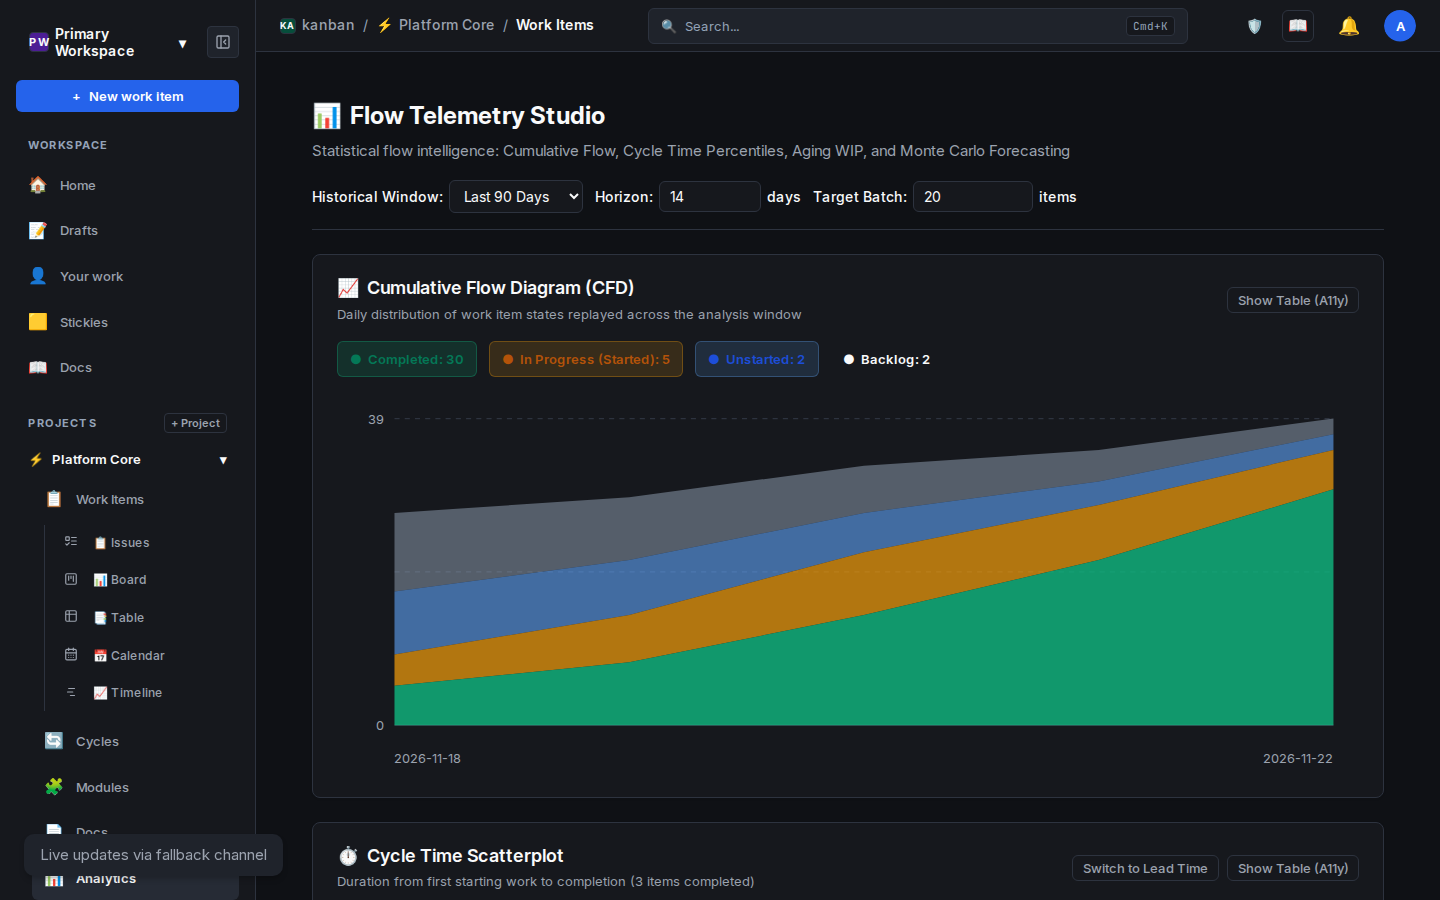 PW
Primary
Workspace
▾
+ New work item
WORKSPACE
Home
Drafts
Your work
Stickies
Docs
PROJECTS
+ Project
Platform Core
▾
Work Items
Issues
Board
Table
Calendar
Timeline
Cycles
Modules
Docs
Live updates via fallback channel
Analytics
KA kanban / Platform Core / Work Items
Search...
Cmd+K
A
Flow Telemetry Studio
Statistical flow intelligence: Cumulative Flow, Cycle Time Percentiles, Aging WIP, and Monte Carlo Forecasting
Historical Window: Last 90 Days Horizon: 14 days Target Batch: 20 items
Cumulative Flow Diagram (CFD)
Daily distribution of work item states replayed across the analysis window
Show Table (A11y)
Completed: 30
In Progress (Started): 5
Unstarted: 2
Backlog: 2
39
0
2026-11-18
2026-11-22
Cycle Time Scatterplot
Duration from first starting work to completion (3 items completed)
Switch to Lead Time
Show Table (A11y)